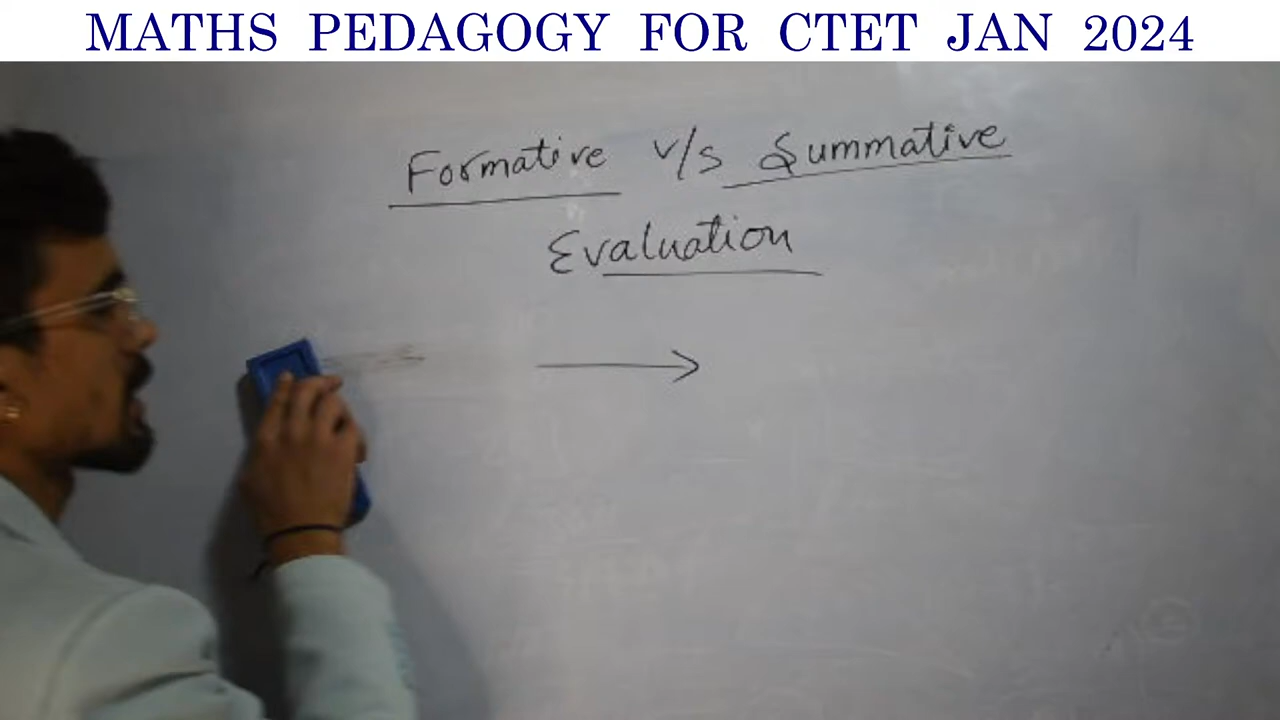 MATHS PEDAGOGY FOR CTET JAN 2024
Formative v/s Summative
Evaluation